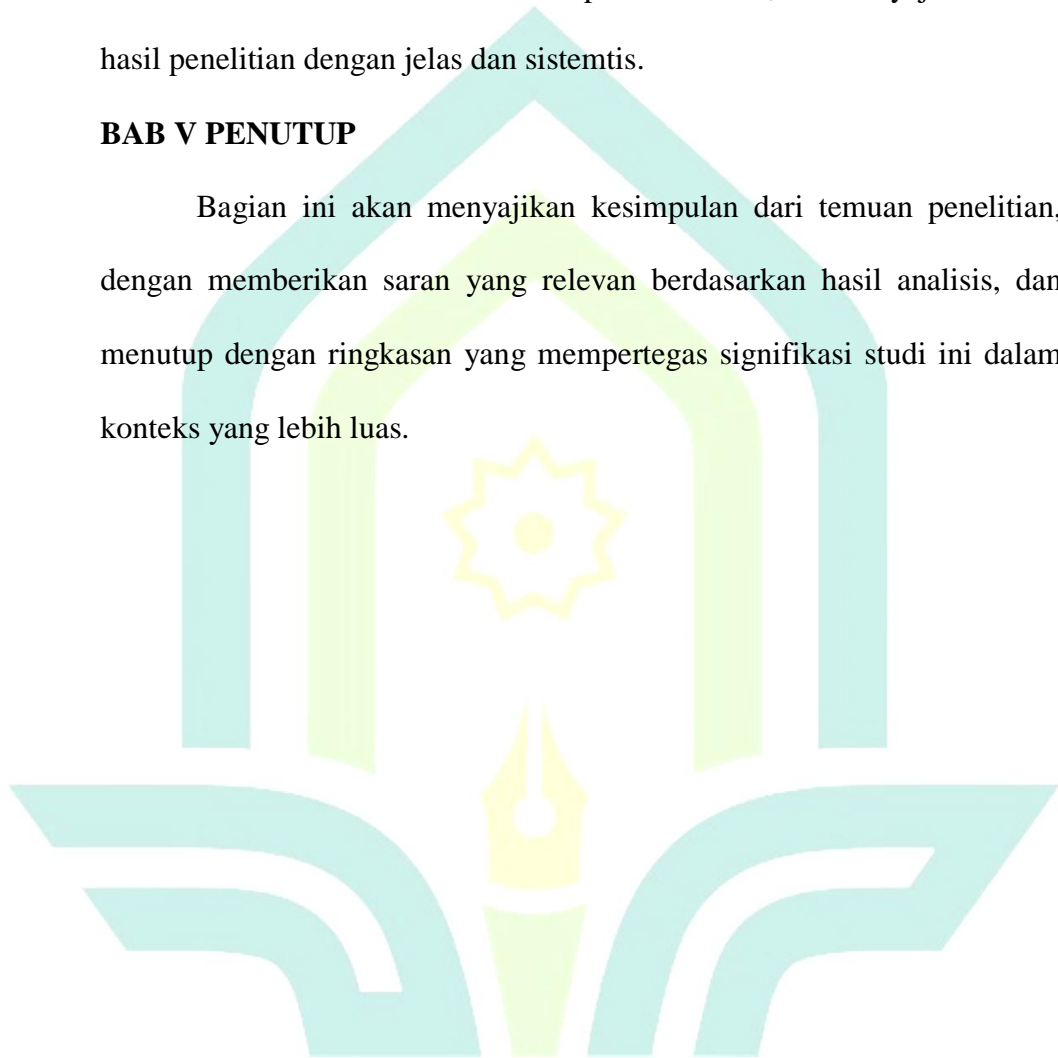 hasil penelitian dengan jelas dan sistemtis.
BAB V PENUTUP
Bagian ini akan menyajikan kesimpulan dari temuan penelitian,
dengan memberikan saran yang relevan berdasarkan hasil analisis, dan
menutup dengan ringkasan yang mempertegas signifikasi studi ini dalam
konteks yang lebih luas.